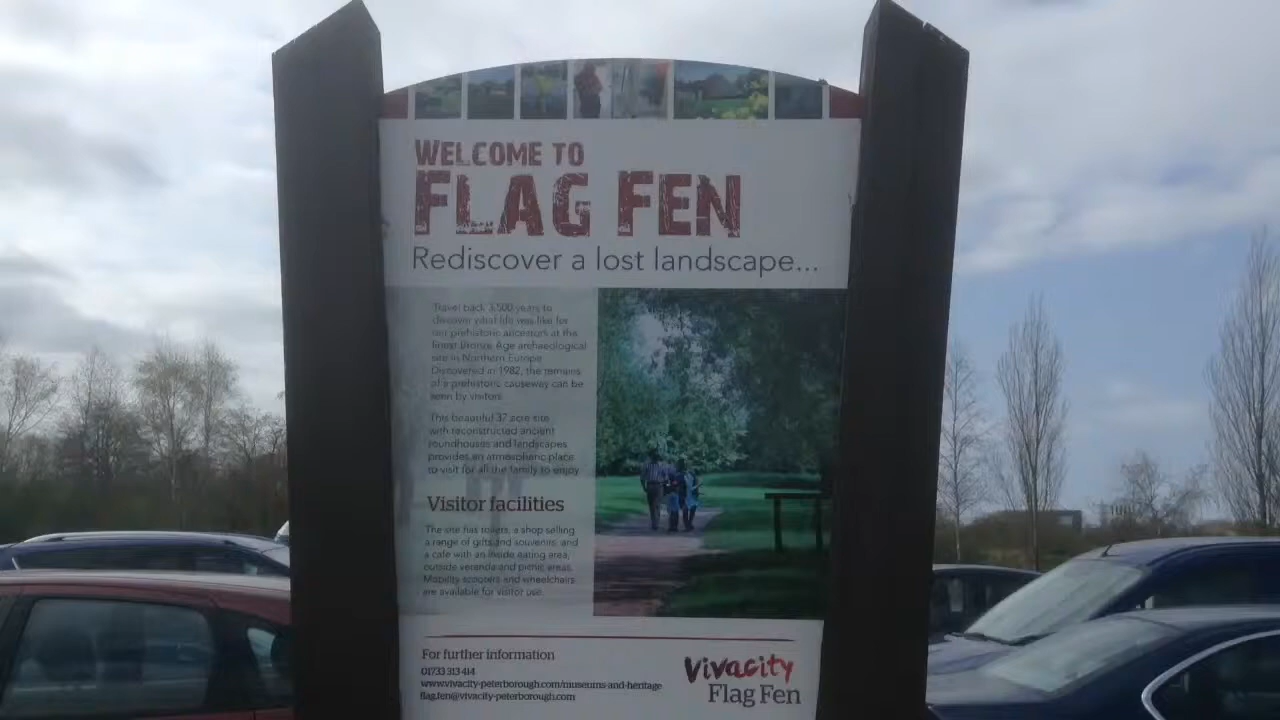 WELCOME TO
FLAG FEN
Rediscover a lost landscape...
Travel back 3,500 years to
discover what life was like for
our prehistoric ancestors at the
finest Bronze Age archaeological
site in Northern Europe
Discovered in 1982, the remains
of a prehistoric causeway can be
seen by visitors
This beautiful 37 acre site
with reconstructed ancient
roundhouses and landscapes
provides an atmospheric place
to visit for all the family to enjoy
Visitor facilities
The site has toilets, a shop selling
a range of gifts and souvenirs, and
a cafe with an inside eating area,
outside veranda and picnic areas.
Mobility scooters and wheelchairs
are available for visitor use.
For further information
01733 313 414
www.vivacity-peterborough.com/museums-and-heritage
flag.fen@vivacity-peterborough.com
Vivacity
Flag Fen